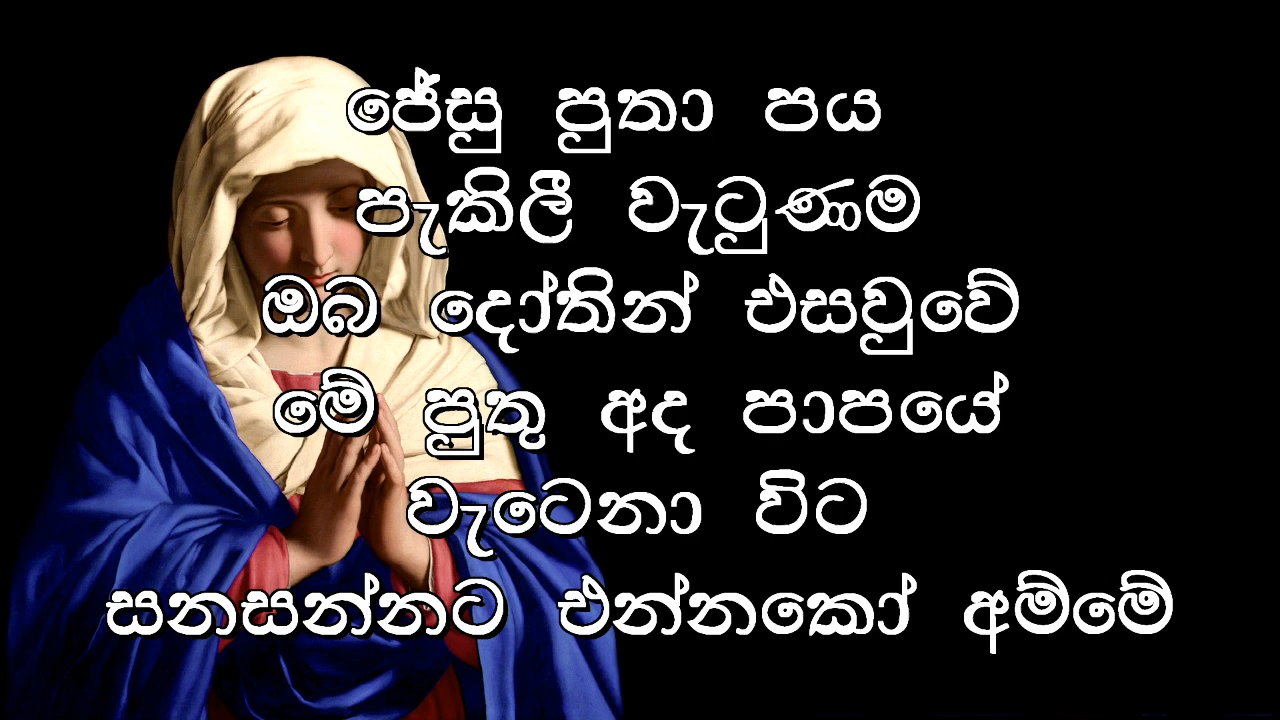 ජේසු පුතා පය
පැකිලී වැටුණම
ඔබ දෝතින් එසවුවේ
මේ පුතු අද පාපයේ
වැටෙනා විට
සනසන්නට එන්නකෝ අම්මේ